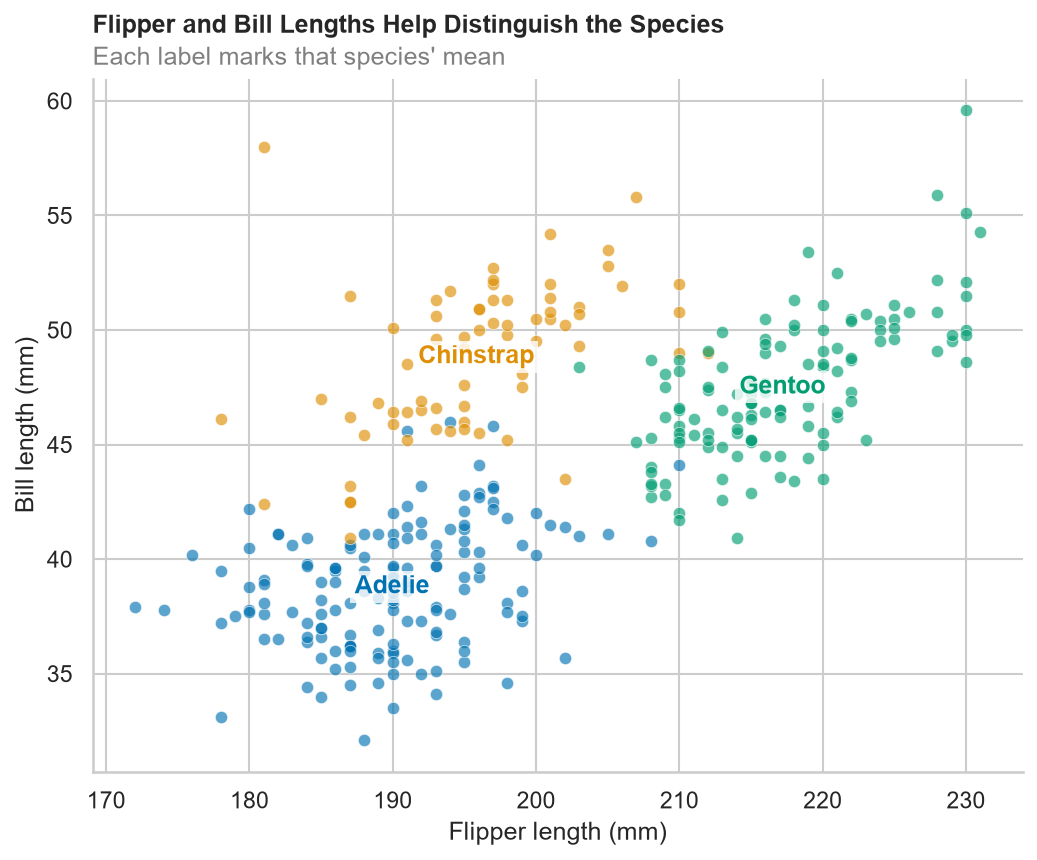 Flipper and Bill Lengths Help Distinguish the Species
Each label marks that species' mean
60
55
50
45
40
35
Bill length (mm)
Chinstrap
Gentoo
Adelie
170 180 190 200 210 220 230
Flipper length (mm)